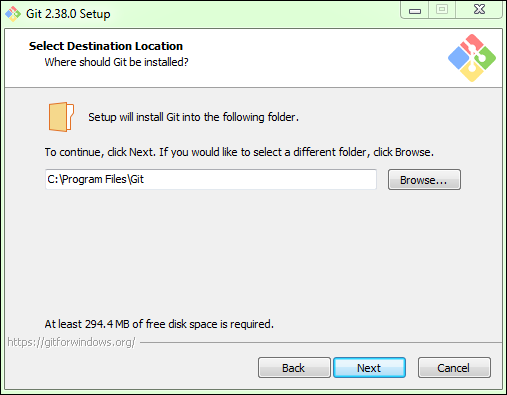 Git 2.38.0 Setup
Select Destination Location
Where should Git be installed?
Setup will install Git into the following folder.
To continue, click Next. If you would like to select a different folder, click Browse.
C:\Program Files\Git
Browse...
At least 294.4 MB of free disk space is required.
https://gitforwindows.org/
Back
Next
Cancel